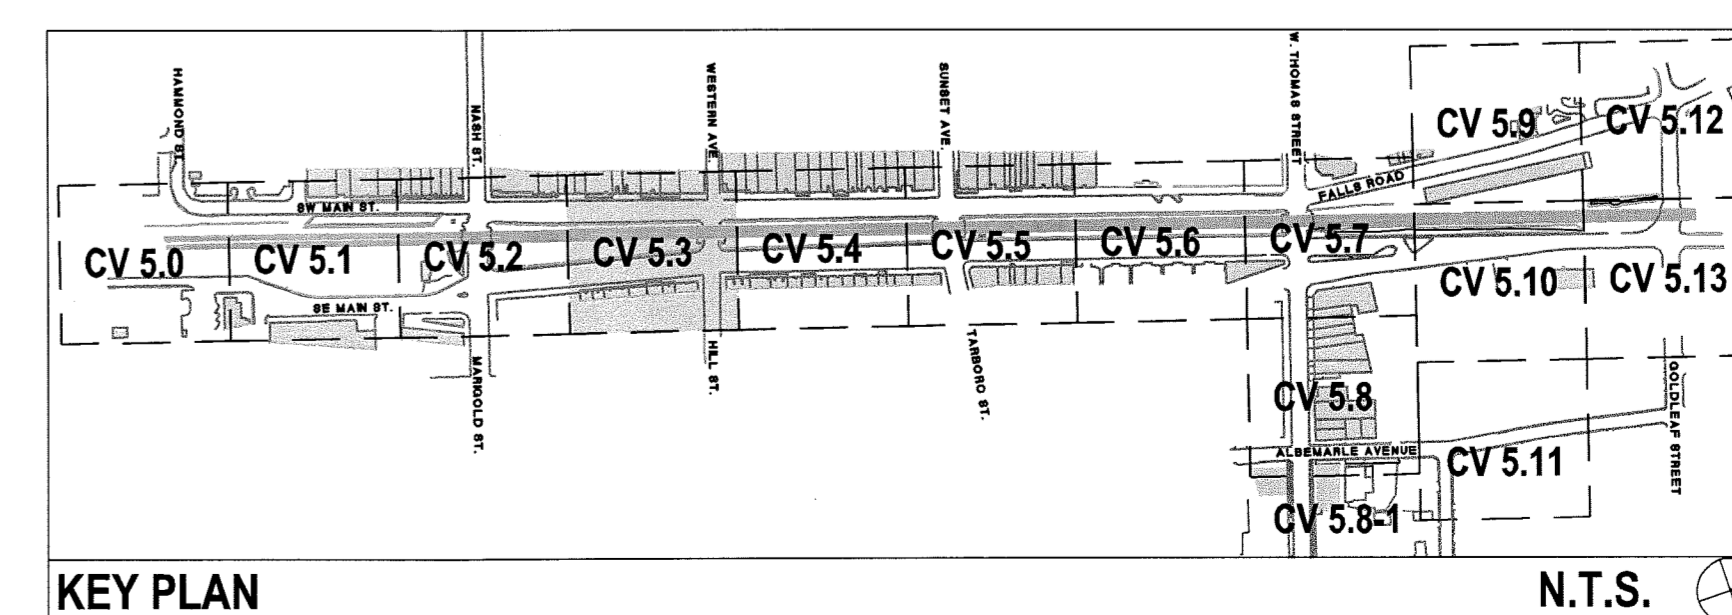 HAMMOND ST.
NASH ST.
WESTERN AVE.
SUNSET AVE.
W. THOMAS STREET
CV 5.9
CV 5.12
FALLS ROAD
SW MAIN ST.
CV 5.0
CV 5.1
CV 5.2
CV 5.3
CV 5.4
CV 5.5
CV 5.6
CV 5.7
CV 5.10
CV 5.13
SE MAIN ST.
MARIGOLD ST.
HILL ST.
TARBORO ST.
CV 5.8
GOLDLEAF STREET
ALBEMARLE AVENUE
CV 5.11
CV 5.8-1
KEY PLAN
N.T.S.